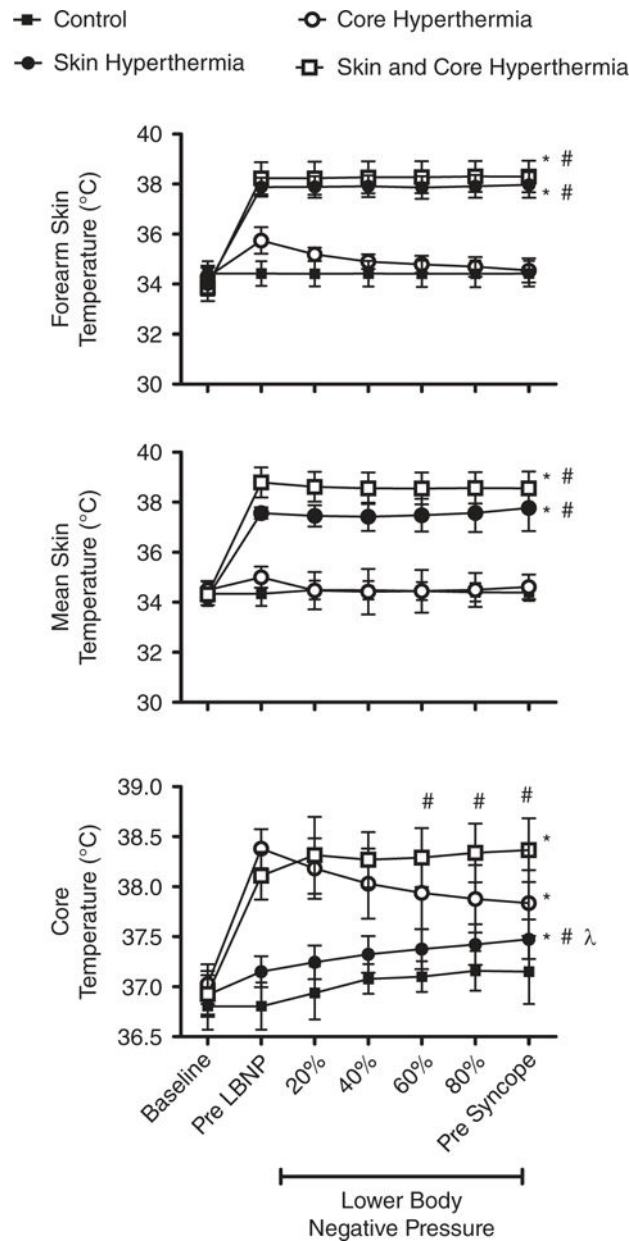 Control
Core Hyperthermia
Skin Hyperthermia
Skin and Core Hyperthermia
Forearm Skin
Temperature (°C)
40
38
36
34
32
30
* #
* #
Mean Skin
Temperature (°C)
40
38
36
34
32
30
* #
* #
Core
Temperature (°C)
39.0
38.5
38.0
37.5
37.0
36.5
# # #
*
*
* # λ
Baseline
Pre LBNP
20%
40%
60%
80%
Pre Syncope
Lower Body
Negative Pressure